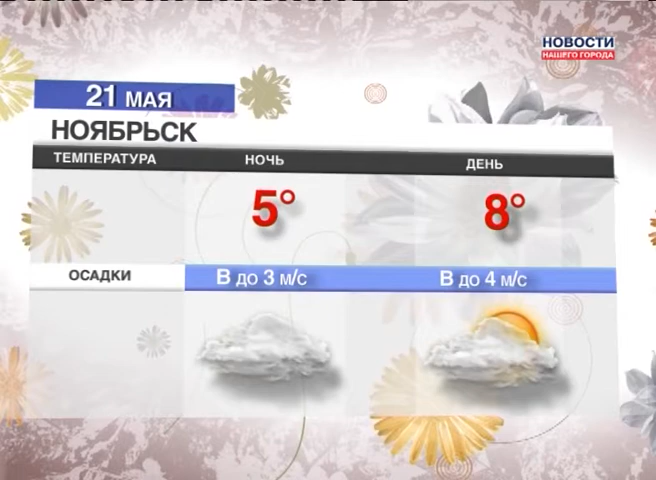 НОВОСТИ
НАШЕГО ГОРОДА
21 МАЯ
НОЯБРЬСК
ТЕМПЕРАТУРА НОЧЬ ДЕНЬ
5° 8°
ОСАДКИ В ДО 3 М/С В ДО 4 М/С